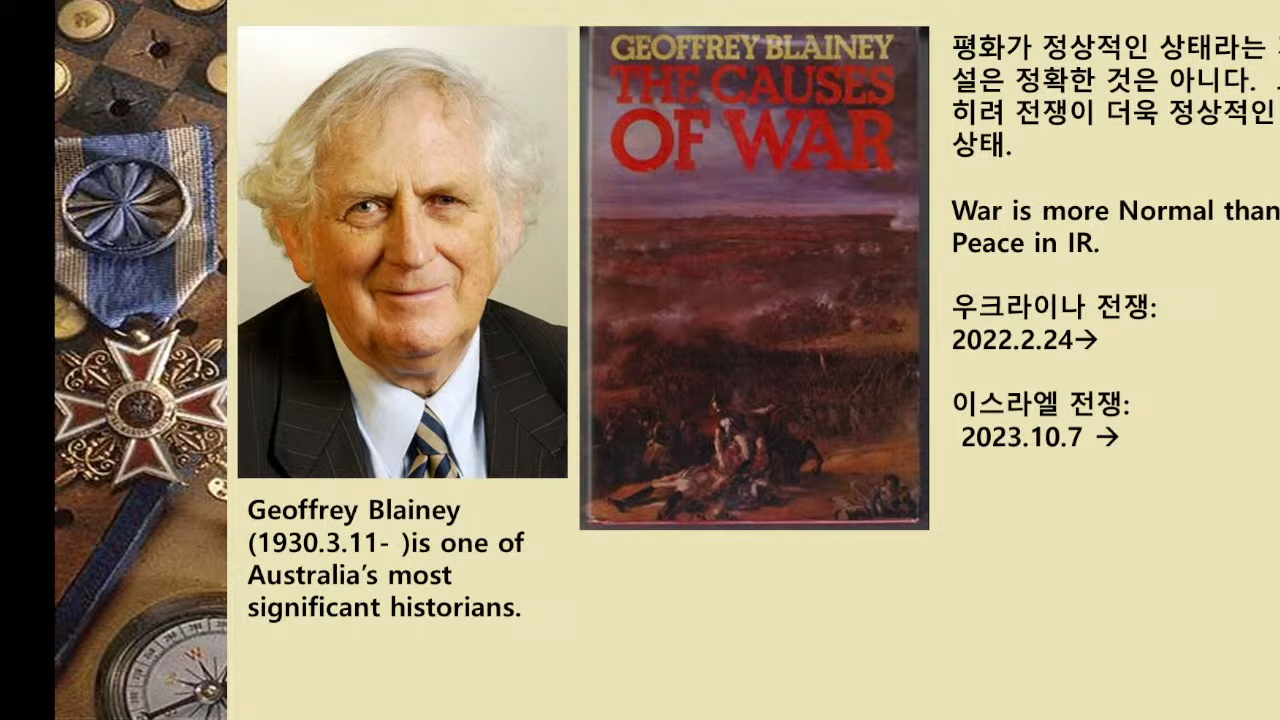 GEOFFREY BLAINEY
THE CAUSES
OF WAR
평화가 정상적인 상태라는
설은 정확한 것은 아니다.
히려 전쟁이 더욱 정상적인
상태.
War is more Normal than
Peace in IR.
우크라이나 전쟁:
2022.2.24→
이스라엘 전쟁:
2023.10.7 →
Geoffrey Blainey
(1930.3.11- )is one of
Australia's most
significant historians.